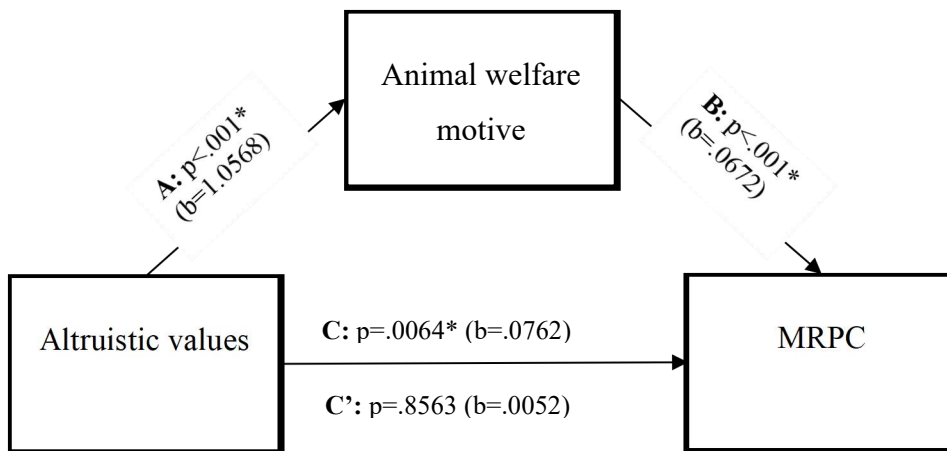 Animal welfare
motive
A: p<.001*
(b=1.0568)
B: p<.001*
(b=.0672)
Altruistic values
C: p=.0064* (b=.0762)
C’: p=.8563 (b=.0052)
MRPC